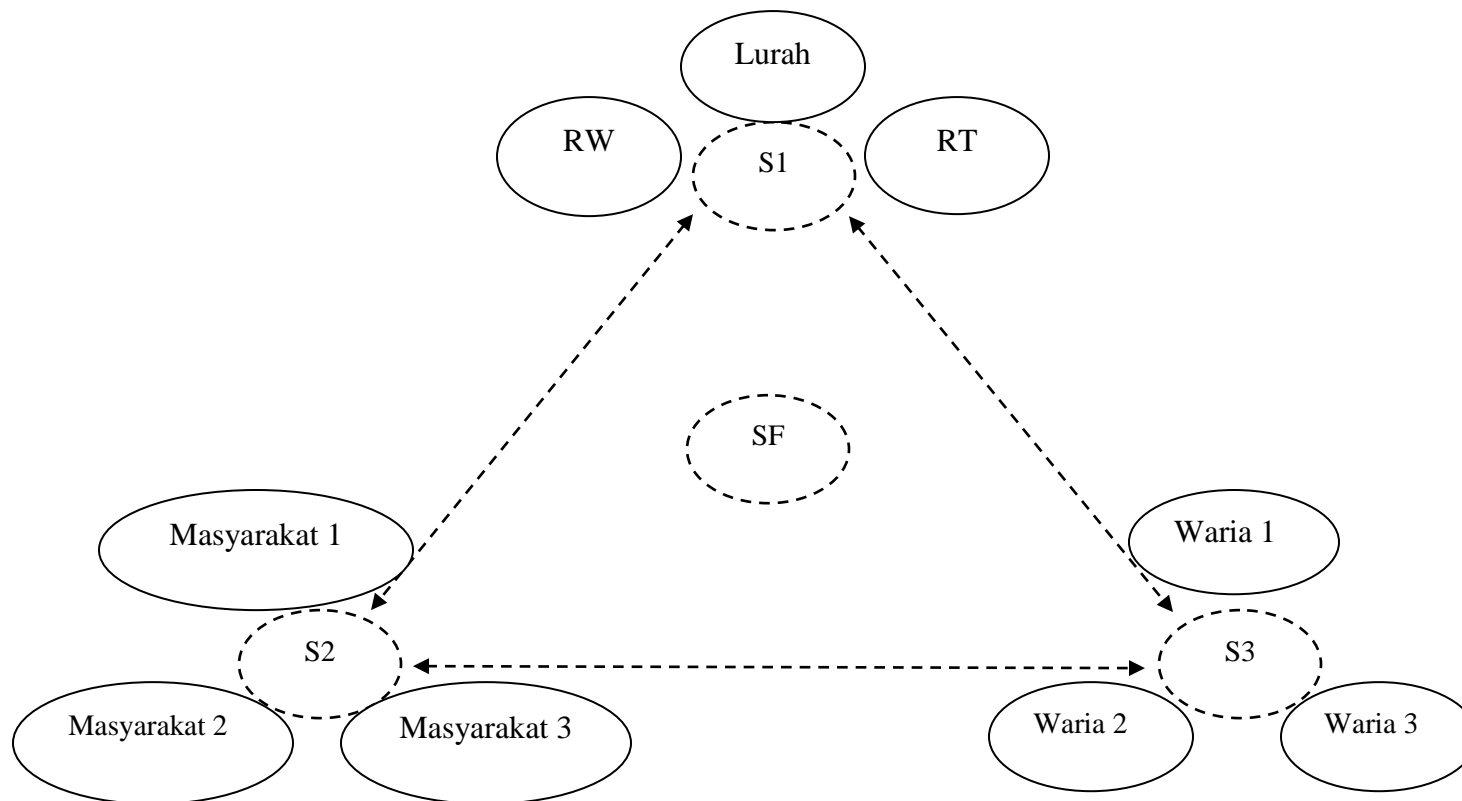 Lurah
RW
S1
RT
SF
Masyarakat 1
Waria 1
S2
S3
Masyarakat 2
Masyarakat 3
Waria 2
Waria 3